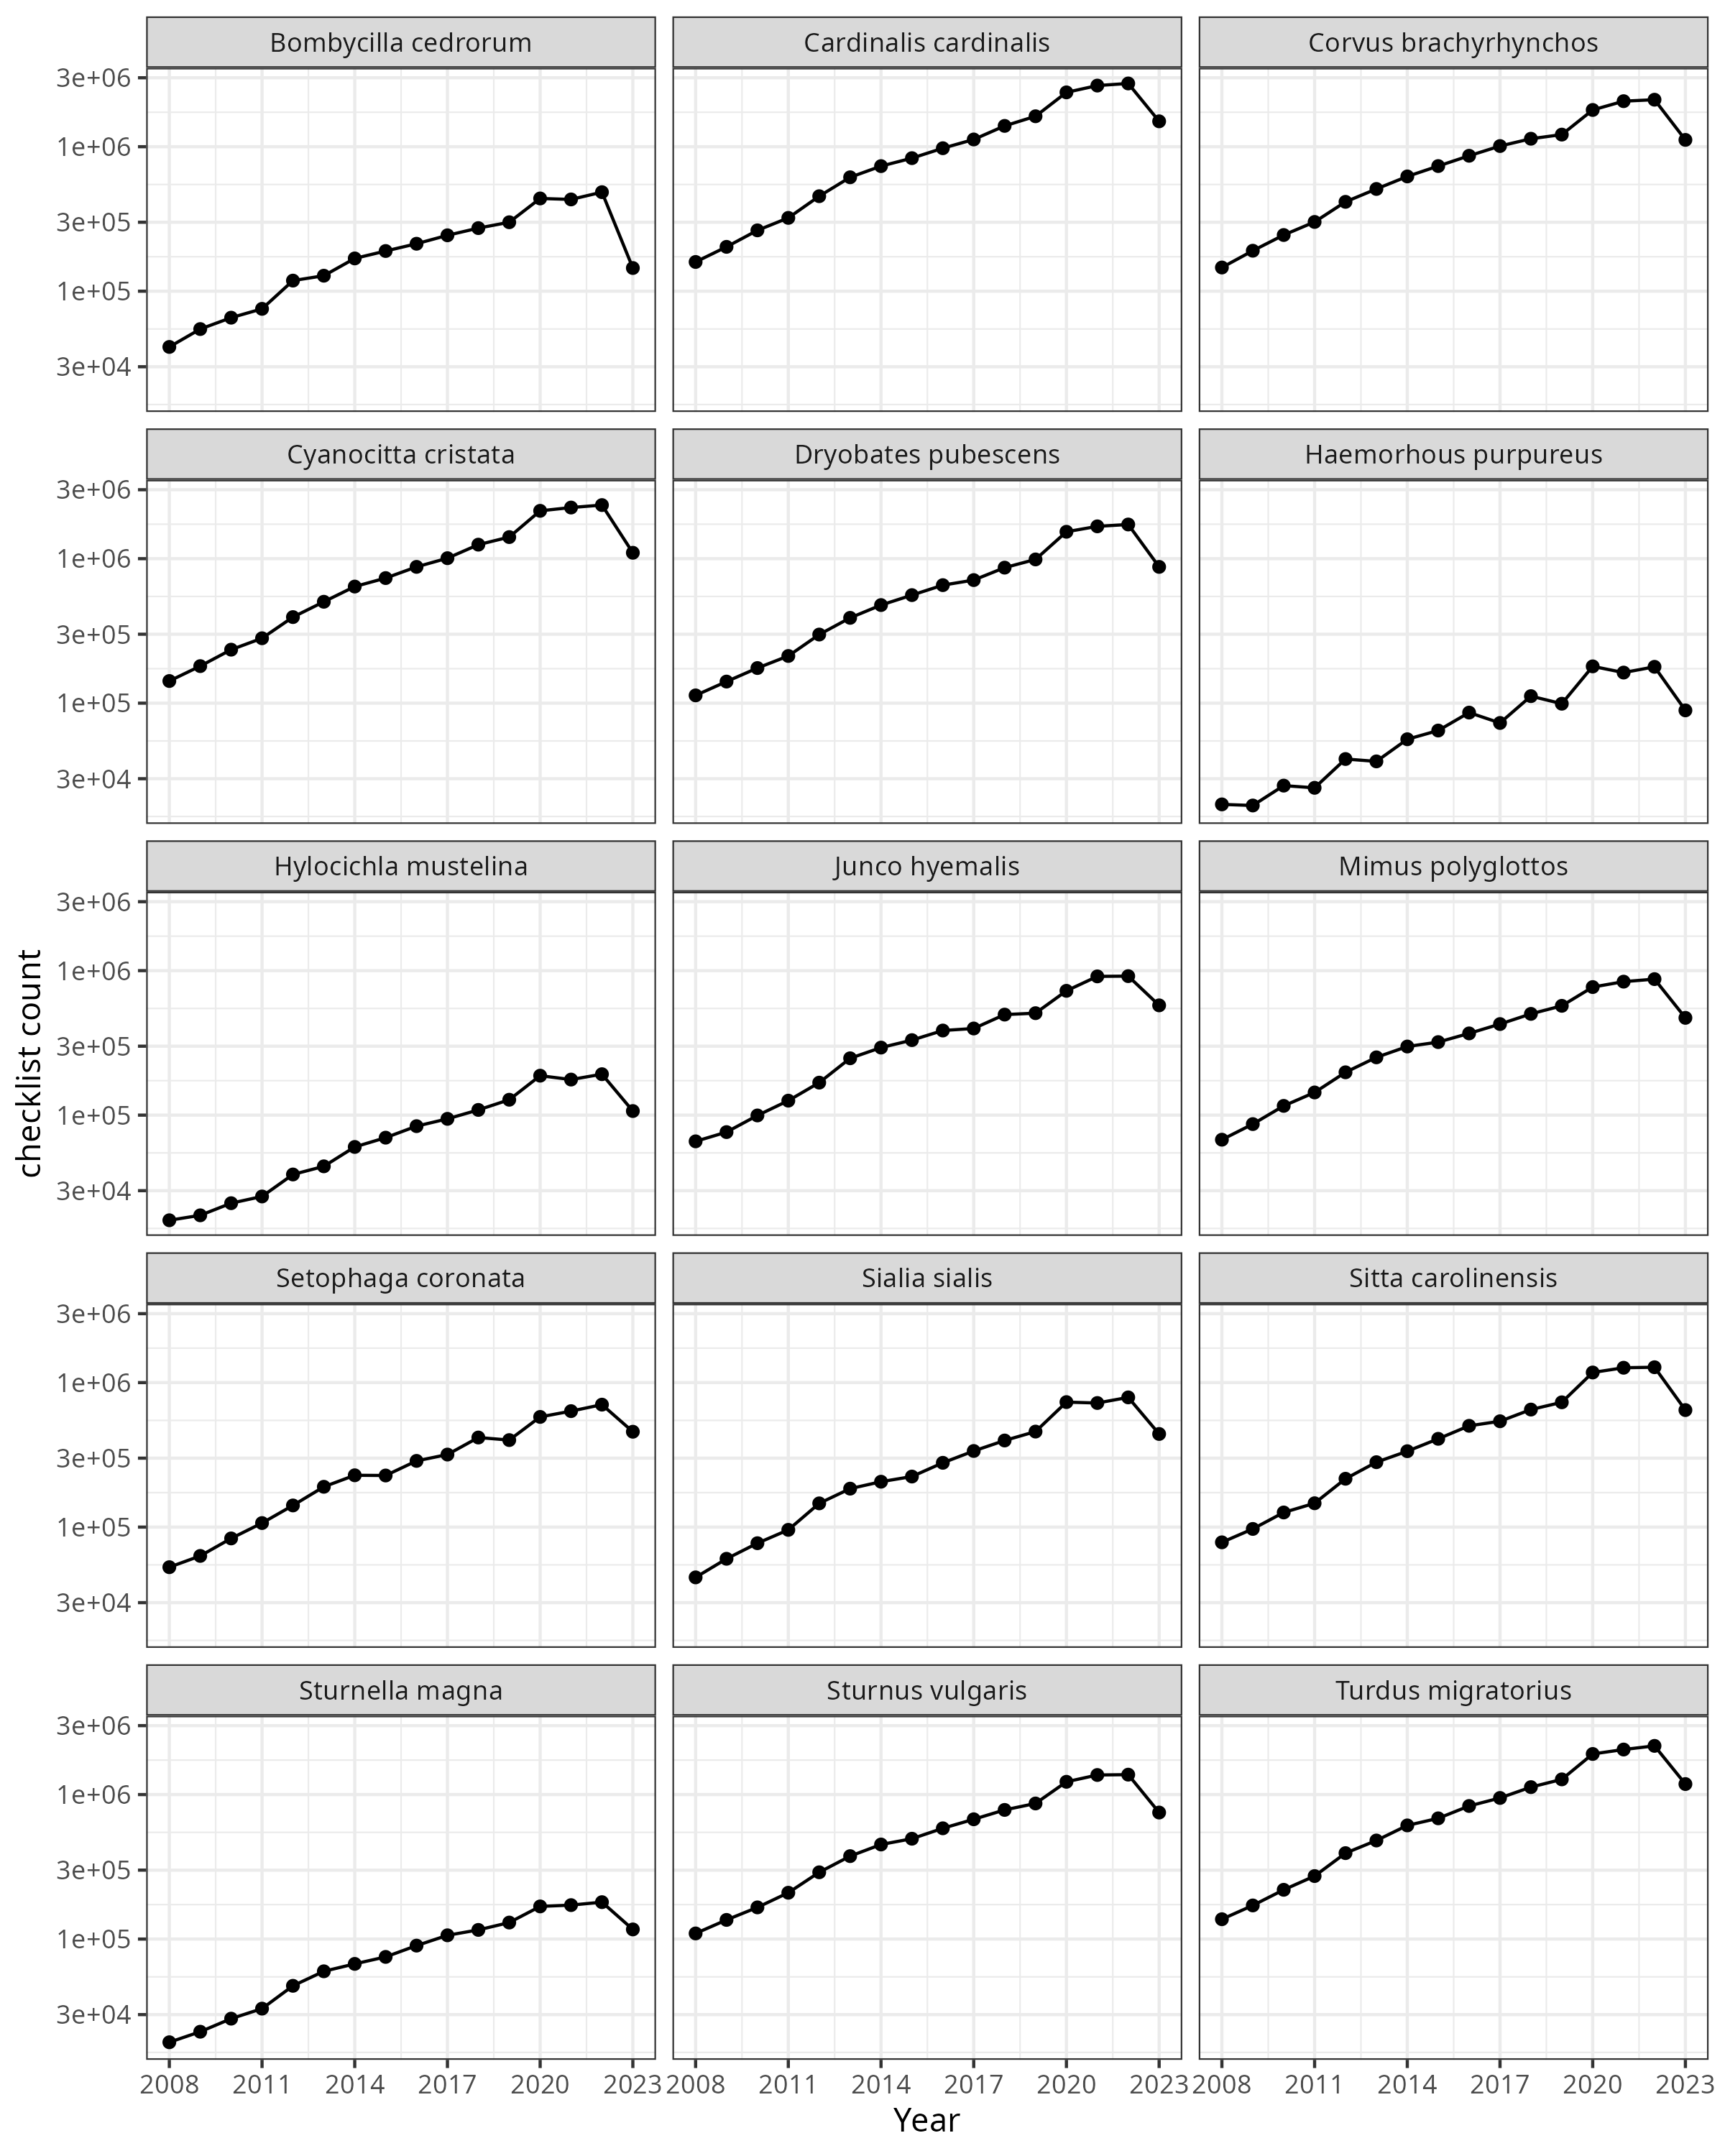 Bombycilla cedrorum Cardinalis cardinalis Corvus brachyrhynchos
3e+06
1e+06
3e+05
1e+05
3e+04
Cyanocitta cristata Dryobates pubescens Haemorhous purpureus
3e+06
1e+06
3e+05
1e+05
3e+04
Hylocichla mustelina Junco hyemalis Mimus polyglottos
3e+06
1e+06
3e+05
1e+05
3e+04
checklist count
Setophaga coronata Sialia sialis Sitta carolinensis
3e+06
1e+06
3e+05
1e+05
3e+04
Sturnella magna Sturnus vulgaris Turdus migratorius
3e+06
1e+06
3e+05
1e+05
3e+04
2008 2011 2014 2017 2020 2023 2008 2011 2014 2017 2020 2023 2008 2011 2014 2017 2020 2023
Year